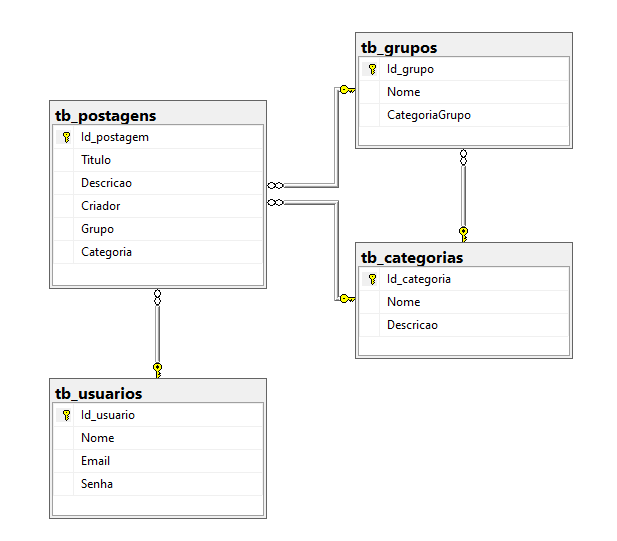 tb_grupos
Id_grupo
Nome
CategoriaGrupo
tb_postagens
Id_postagem
Titulo
Descricao
Criador
Grupo
Categoria
tb_categorias
Id_categoria
Nome
Descricao
tb_usuarios
Id_usuario
Nome
Email
Senha